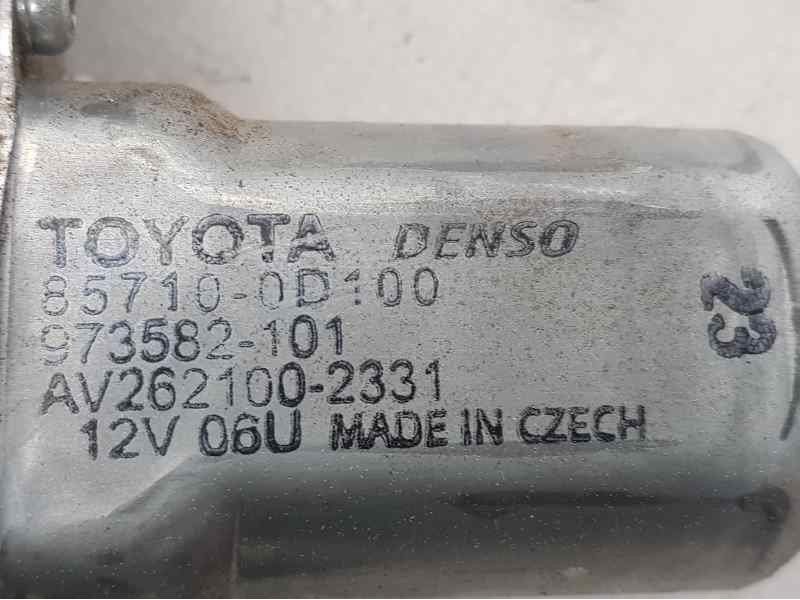 TOYOTA DENSO
85710-0D100
973582-101
AV262100-2331
12V 06U MADE IN CZECH
23